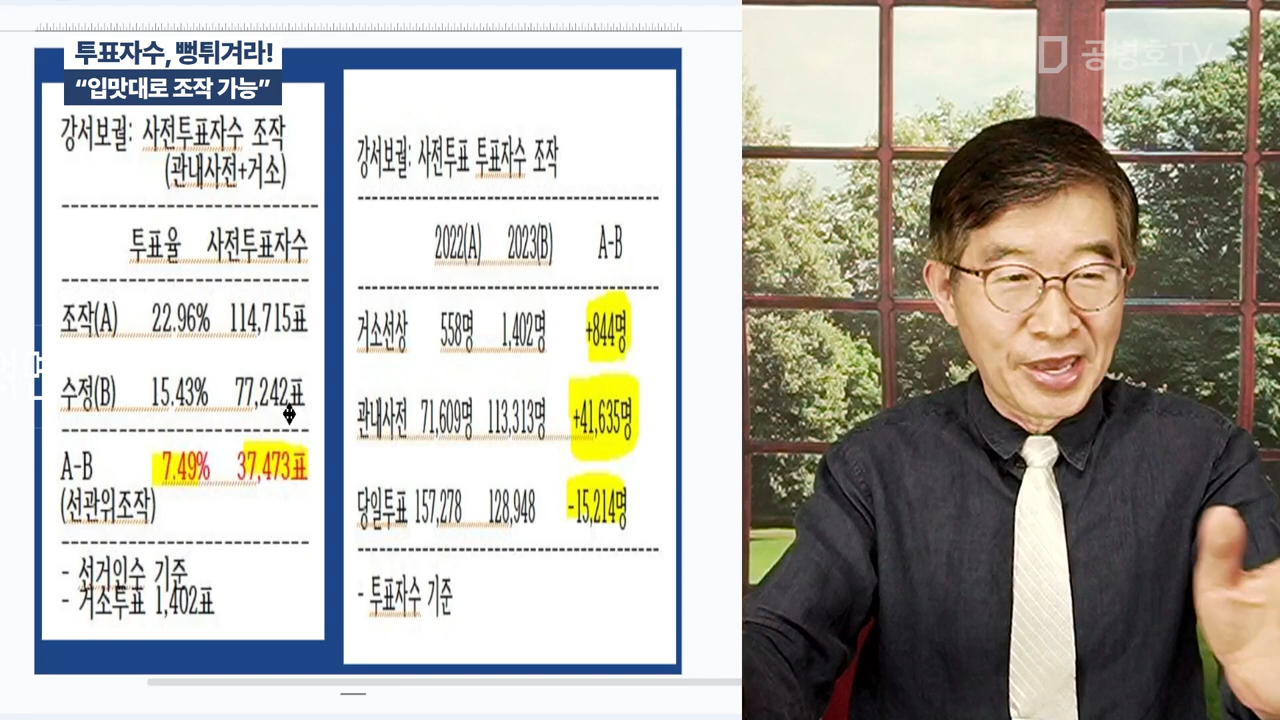 투표자수, 뻥튀겨라!
“입맛대로 조작 가능”
강서보궐: 사전투표자수 조작
(관내사전+거소)
투표율 사전투표자수
조작(A) 22.96% 114,715표
수정(B) 15.43% 77,242표
A-B 7.49% 37,473표
(선관위조작)
- 선거인수 기준
- 거소투표 1,402표
강서보궐: 사전투표 투표자수 조작
2022(A) 2023(B) A-B
거소선상 558명 1,402명 +844명
관내사전 71,609명 113,313명 +41,635명
당일투표 157,278 128,948 -15,214명
- 투표자수 기준
공병호TV